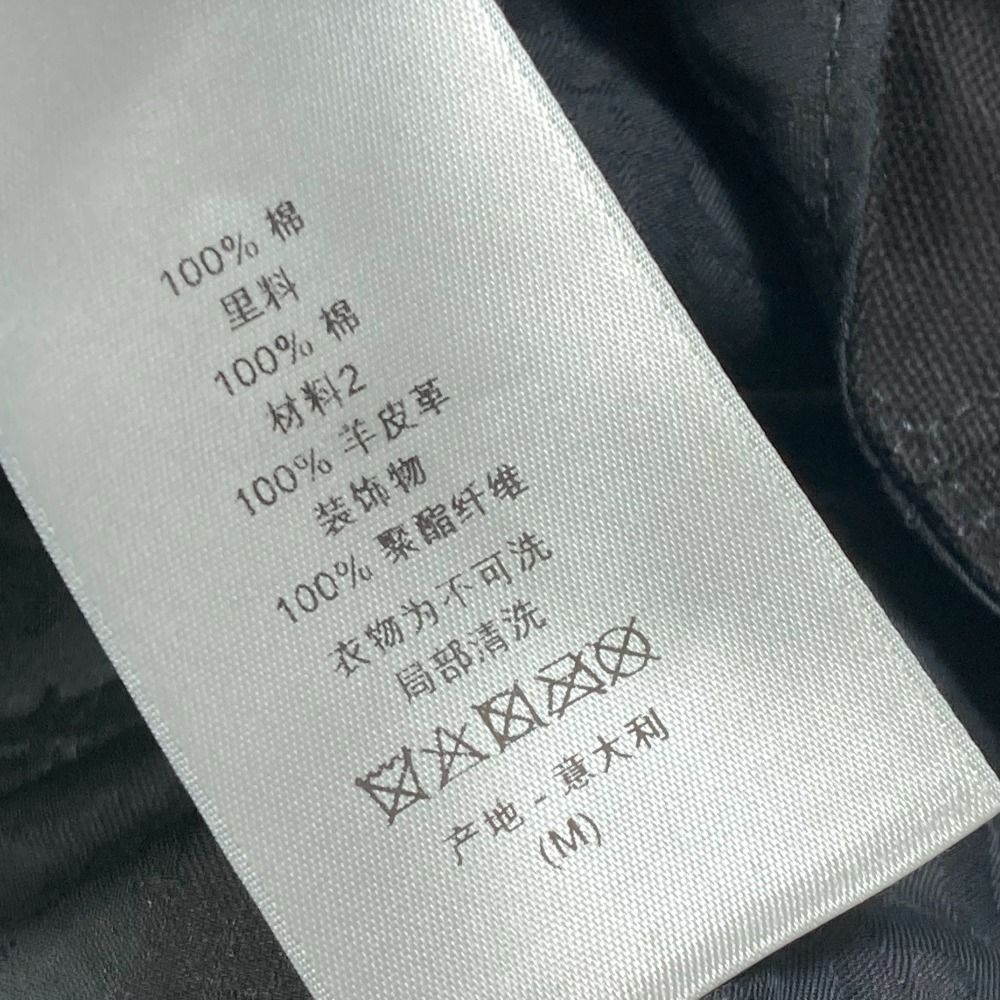 100% 棉
里料
100% 棉
材料2
100% 羊皮革
装饰物
100% 聚酯纤维
衣物为不可洗
局部清洗
产地 - 意大利
(M)